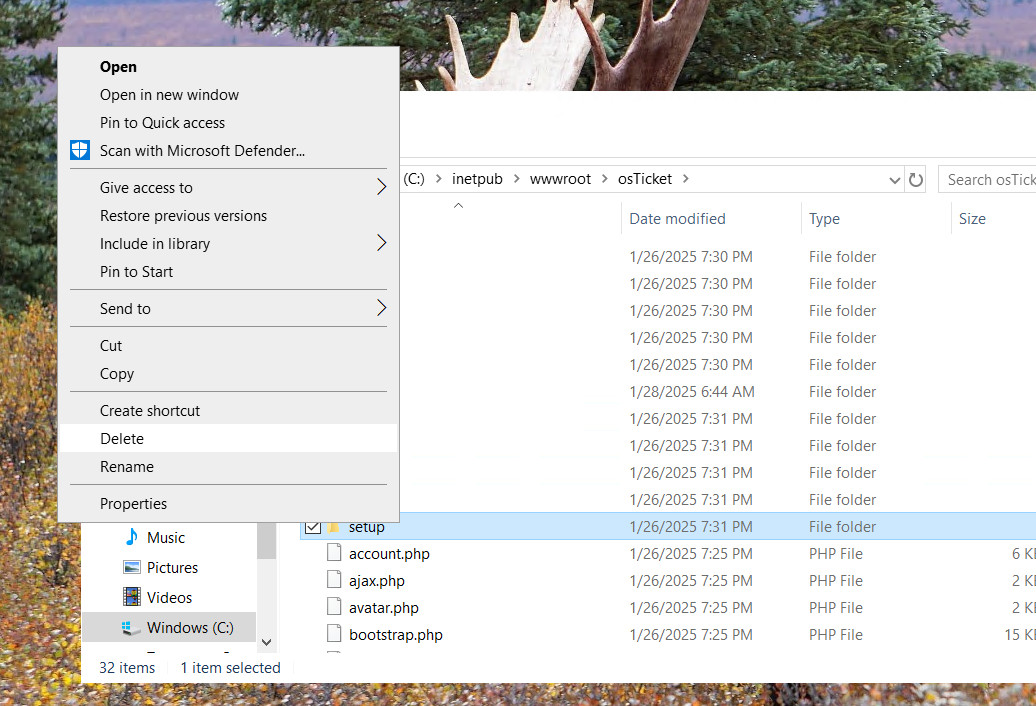 Open
Open in new window
Pin to Quick access
Scan with Microsoft Defender...
Give access to
Restore previous versions
Include in library
Pin to Start
Send to
Cut
Copy
Create shortcut
Delete
Rename
Properties
(C:) > inetpub > wwwroot > osTicket >
Search osTick
Date modified Type Size
1/26/2025 7:30 PM File folder
1/26/2025 7:30 PM File folder
1/26/2025 7:30 PM File folder
1/26/2025 7:30 PM File folder
1/26/2025 7:30 PM File folder
1/28/2025 6:44 AM File folder
1/26/2025 7:31 PM File folder
1/26/2025 7:31 PM File folder
1/26/2025 7:31 PM File folder
1/26/2025 7:31 PM File folder
setup 1/26/2025 7:31 PM File folder
account.php 1/26/2025 7:25 PM PHP File 6 K
ajax.php 1/26/2025 7:25 PM PHP File 2 K
avatar.php 1/26/2025 7:25 PM PHP File 2 K
bootstrap.php 1/26/2025 7:25 PM PHP File 15 K
Music
Pictures
Videos
Windows (C:)
32 items 1 item selected